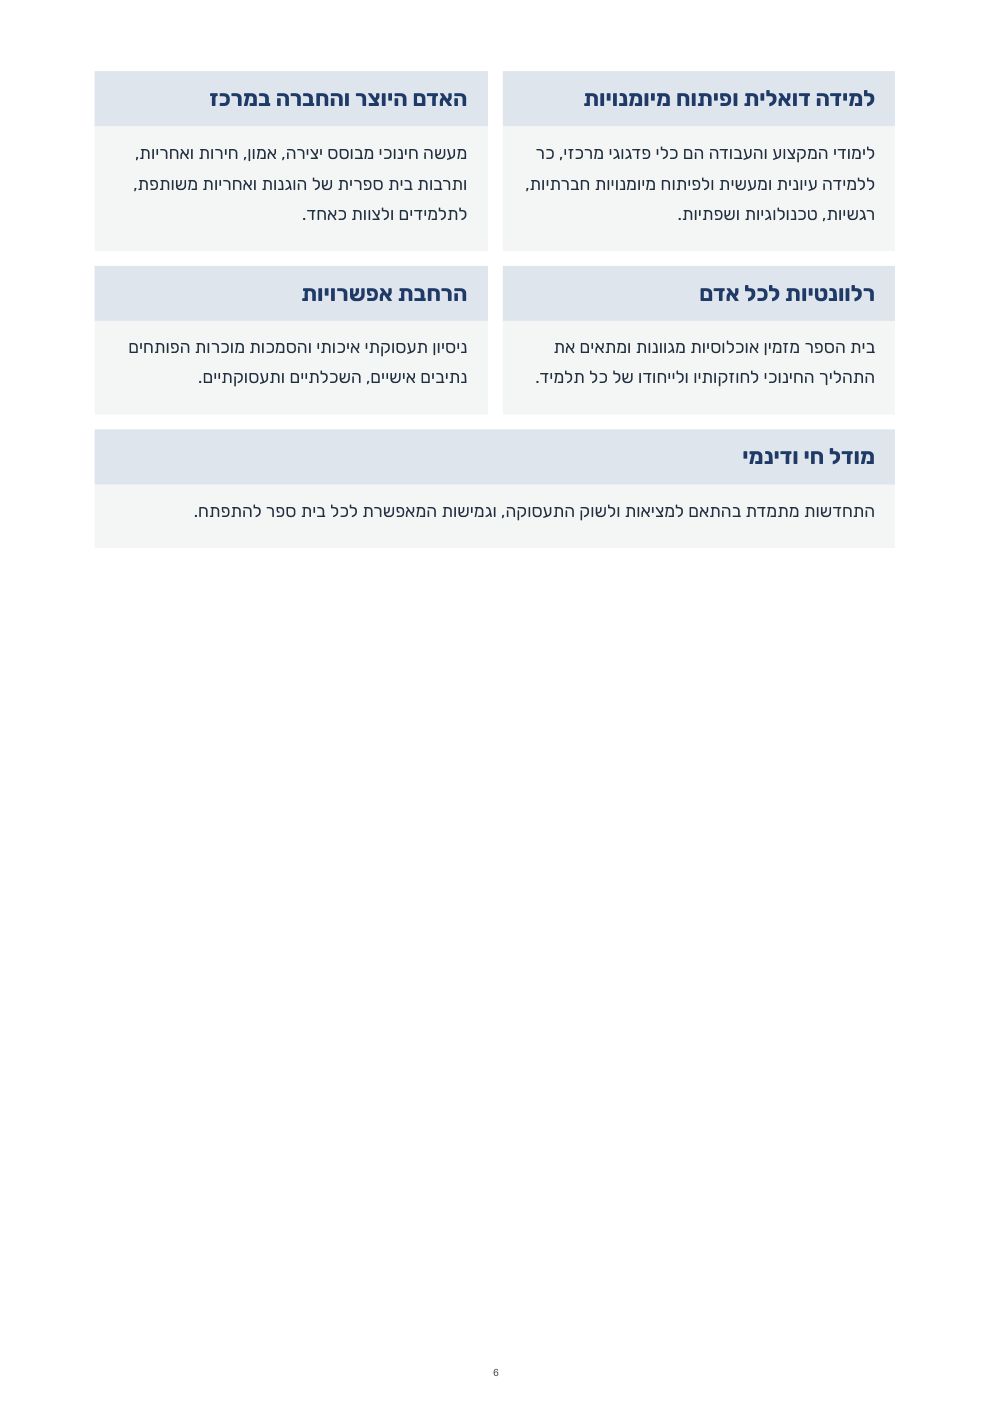 למידה דואלית ופיתוח מיומנויות
לימודי המקצוע והעבודה הם כלי פדגוגי מרכזי, כר
ללמידה עיונית ומעשית ולפיתוח מיומנויות חברתיות,
רגשיות, טכנולוגיות ושפתיות.
האדם היוצר והחברה במרכז
מעשה חינוכי מבוסס יצירה, אמון, חירות ואחריות,
ותרבות בית ספרית של הוגנות ואחריות משותפת,
לתלמידים ולצוות כאחד.
רלוונטיות לכל אדם
בית הספר מזמין אוכלוסיות מגוונות ומתאים את
התהליך החינוכי לחוזקותיו ולייחודו של כל תלמיד.
הרחבת אפשרויות
ניסיון תעסוקתי איכותי והסמכות מוכרות הפותחים
נתיבים אישיים, השכלתיים ותעסוקתיים.
מודל חי ודינמי
התחדשות מתמדת בהתאם למציאות ולשוק התעסוקה, וגמישות המאפשרת לכל בית ספר להתפתח.
6